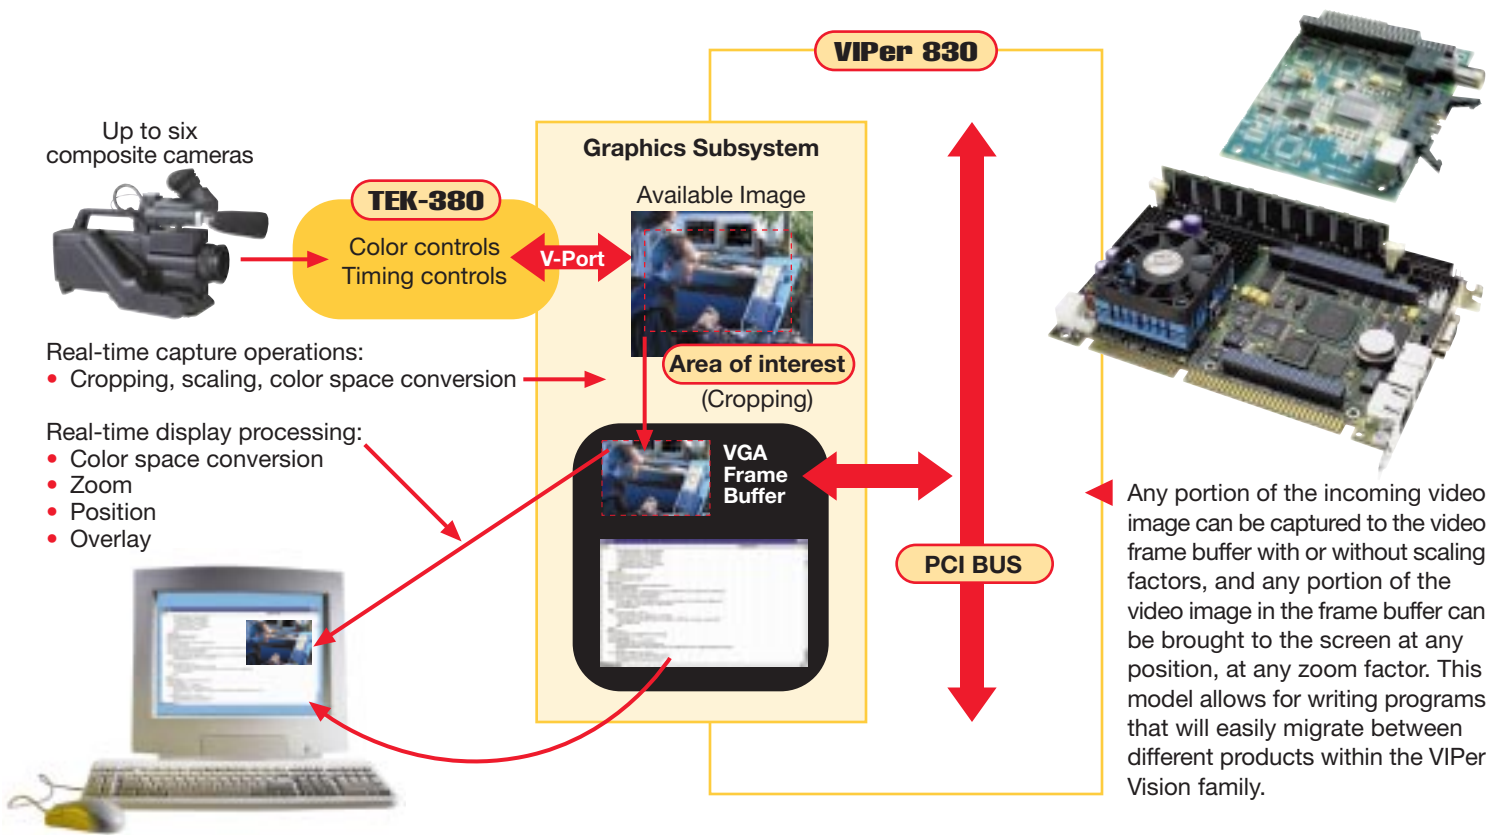 VIPer 830
Up to six
composite cameras
TEK-380
Color controls
Timing controls
V-Port
Graphics Subsystem
Available Image
Area of interest
(Cropping)
Real-time capture operations:
• Cropping, scaling, color space conversion
Real-time display processing:
• Color space conversion
• Zoom
• Position
• Overlay
VGA
Frame
Buffer
PCI BUS
Any portion of the incoming video
image can be captured to the video
frame buffer with or without scaling
factors, and any portion of the
video image in the frame buffer can
be brought to the screen at any
position, at any zoom factor. This
model allows for writing programs
that will easily migrate between
different products within the VIPer
Vision family.